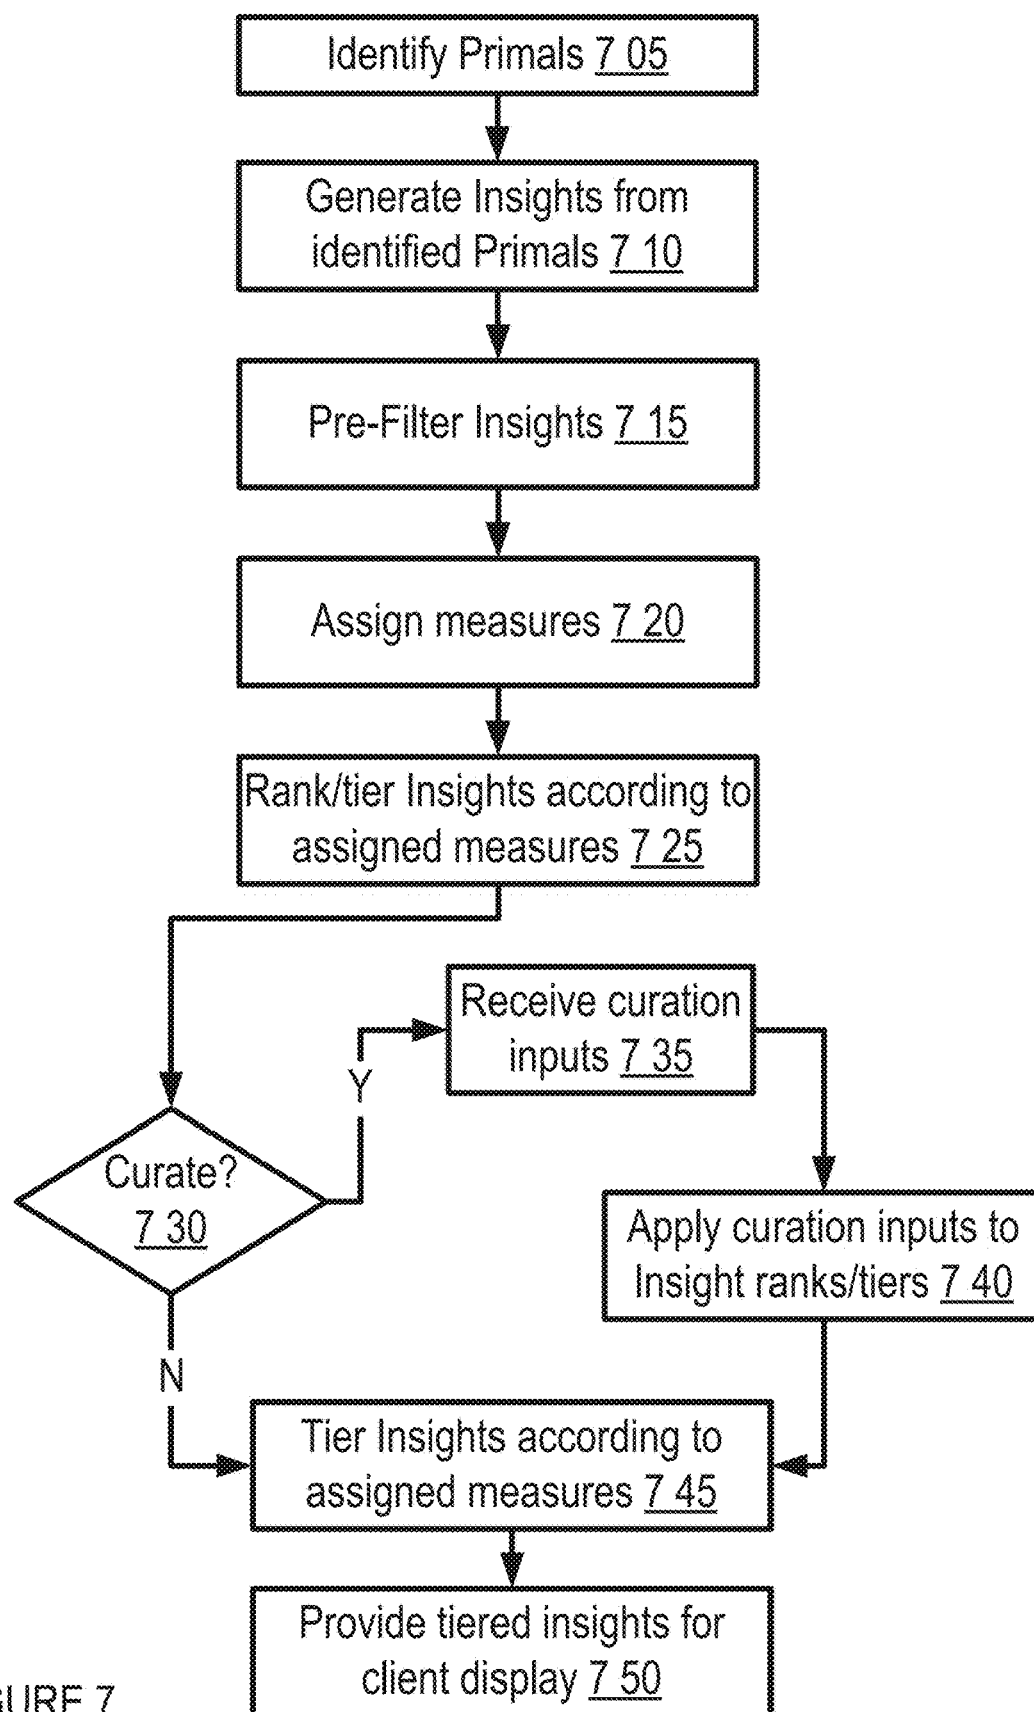 Identify Primals 7 05
Generate Insights from
identified Primals 7 10
Pre-Filter Insights 7 15
Assign measures 7 20
Rank/tier Insights according to
assigned measures 7 25
Receive curation
inputs 7 35
Y
Curate?
7 30
Apply curation inputs to
Insight ranks/tiers 7 40
N
Tier Insights according to
assigned measures 7 45
Provide tiered insights for
client display 7 50
GURE 7